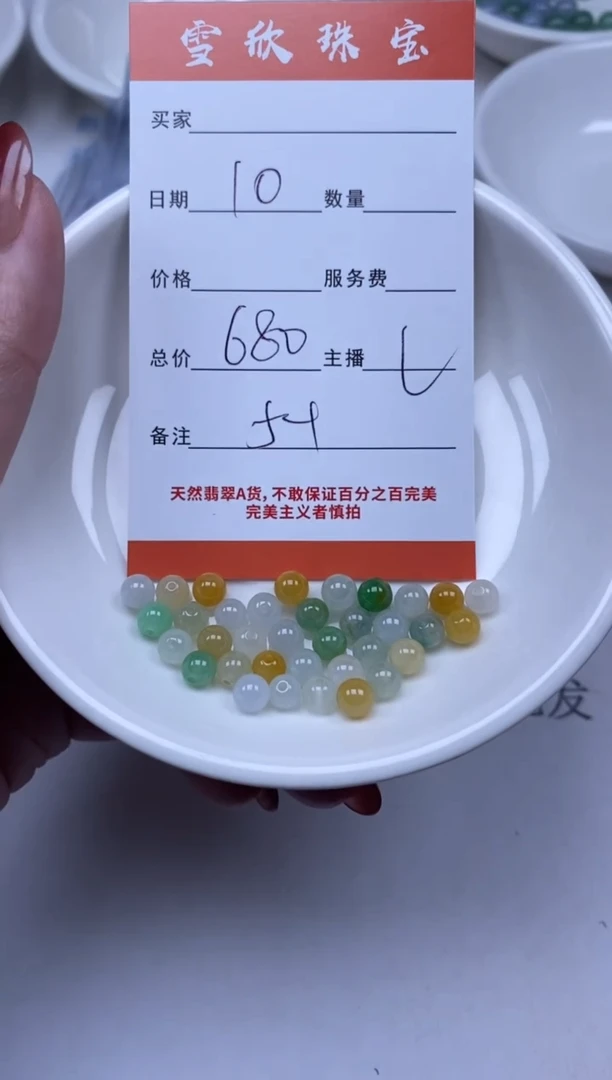 雪欣珠宝
买家
日期 10 数量
价格 服务费
总价 680 主播
备注 54
天然翡翠A货,不敢保证百分之百完美
完美主义者慎拍
发